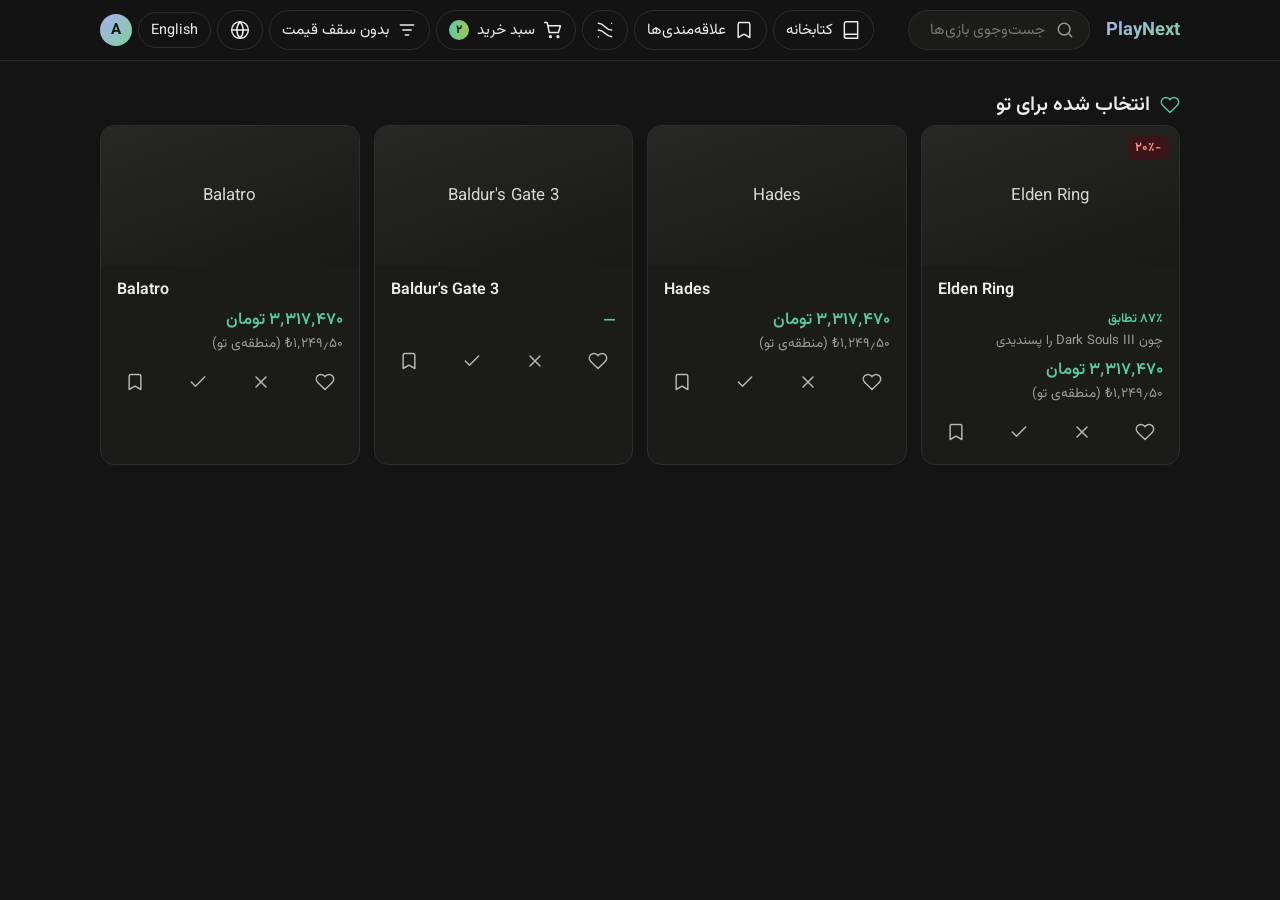 PlayNext
جست‌وجوی بازی‌ها
کتابخانه
علاقه‌مندی‌ها
سبد خرید ۲
بدون سقف قیمت
English
A
انتخاب شده برای تو
−۲۰٪
Elden Ring
Elden Ring
۸۷٪ تطابق
چون Dark Souls III را پسندیدی
۳,۳۱۷,۴۷۰ تومان
₺۱,۲۴۹٫۵۰ (منطقه‌ی تو)
Hades
Hades
۳,۳۱۷,۴۷۰ تومان
₺۱,۲۴۹٫۵۰ (منطقه‌ی تو)
Baldur's Gate 3
Baldur's Gate 3
—
Balatro
Balatro
۳,۳۱۷,۴۷۰ تومان
₺۱,۲۴۹٫۵۰ (منطقه‌ی تو)